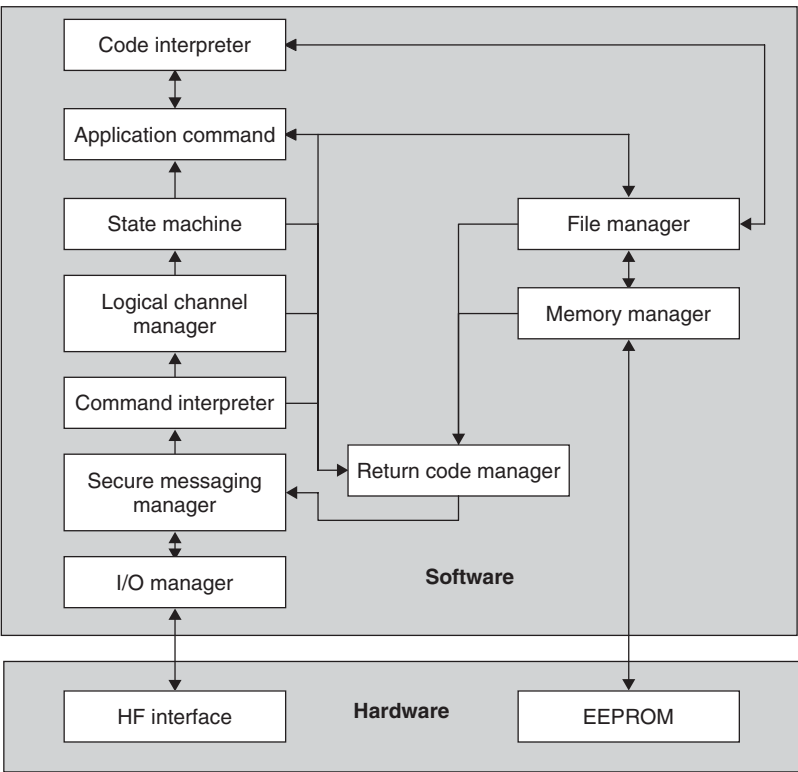 Code interpreter
Application command
State machine
File manager
Logical channel
manager
Memory manager
Command interpreter
Secure messaging
manager
Return code manager
I/O manager
Software
HF interface
Hardware
EEPROM